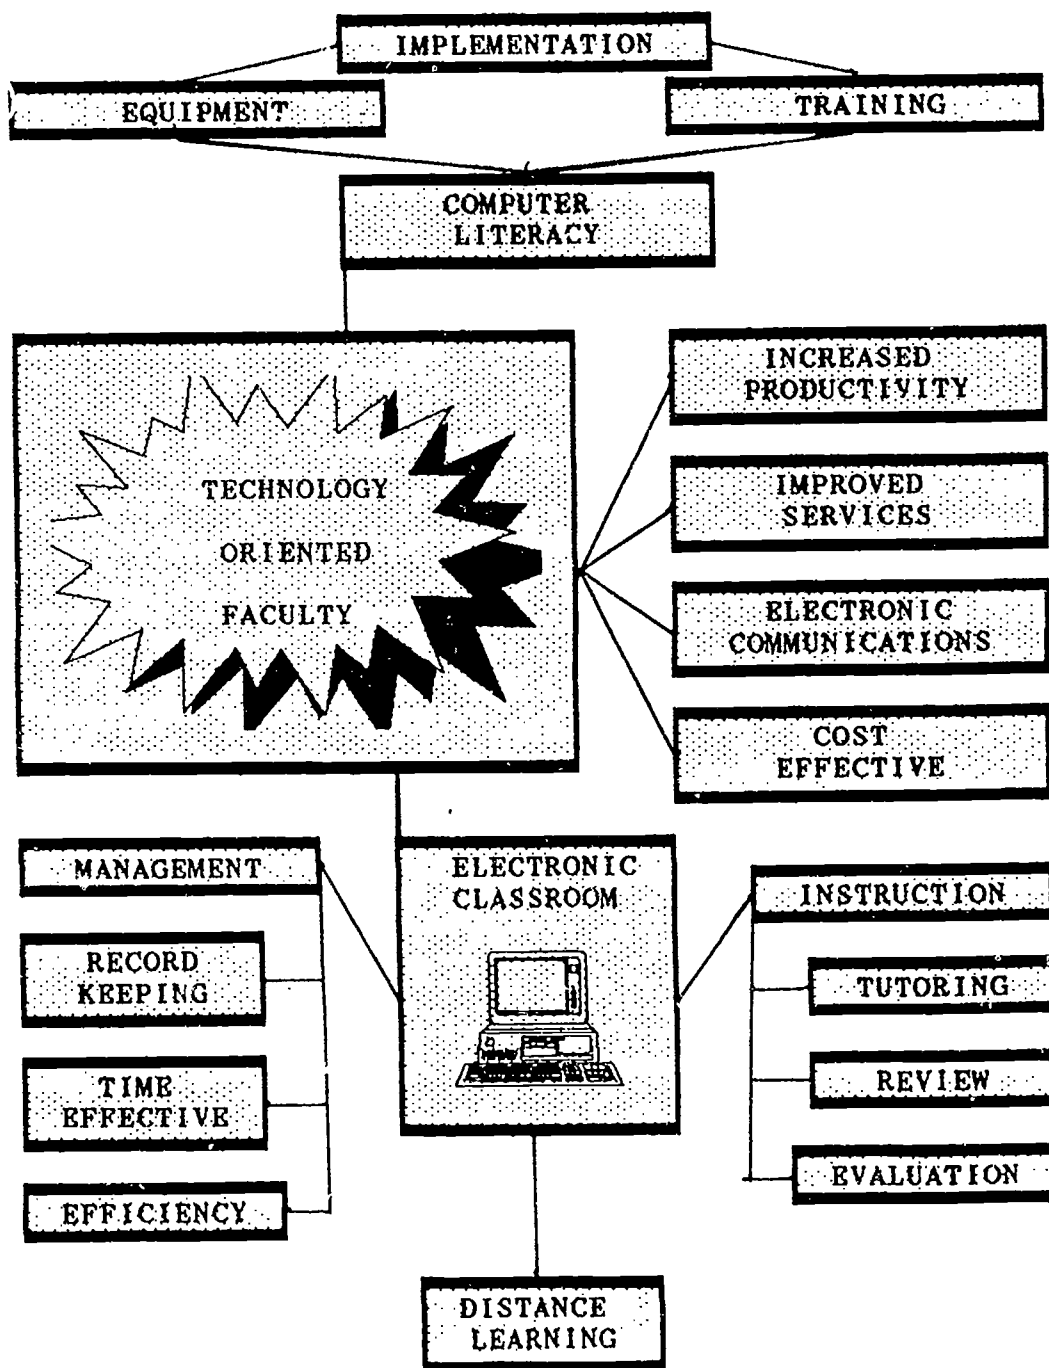 IMPLEMENTATION
EQUIPMENT
TRAINING
COMPUTER
LITERACY
TECHNOLOGY
ORIENTED
FACULTY
INCREASED
PRODUCTIVITY
IMPROVED
SERVICES
ELECTRONIC
COMMUNICATIONS
COST
EFFECTIVE
MANAGEMENT
RECORD
KEEPING
TIME
EFFECTIVE
EFFICIENCY
ELECTRONIC
CLASSROOM
INSTRUCTION
TUTORING
REVIEW
EVALUATION
DISTANCE
LEARNING